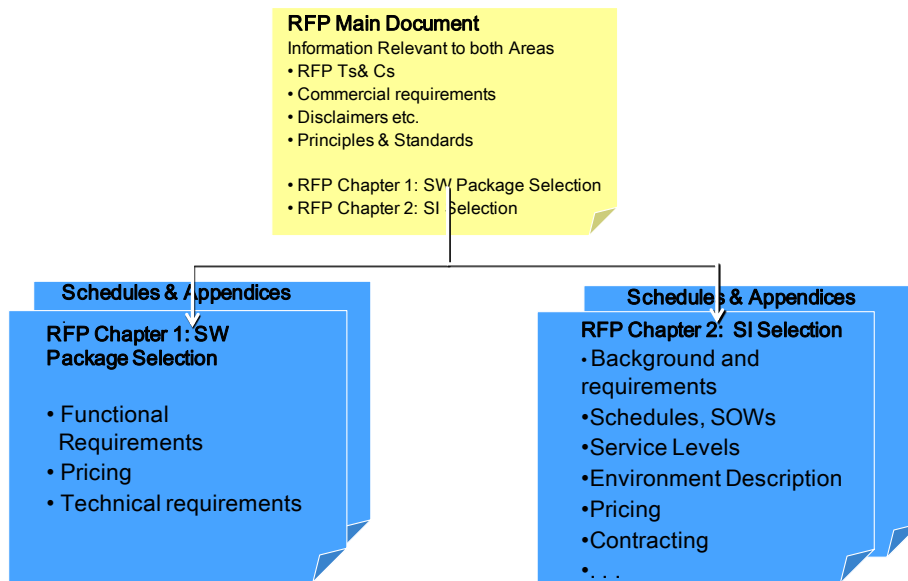 RFP Main Document
Information Relevant to both Areas
• RFP Ts& Cs
• Commercial requirements
• Disclaimers etc.
• Principles & Standards
• RFP Chapter 1: SW Package Selection
• RFP Chapter 2: SI Selection
Schedules & Appendices
RFP Chapter 1: SW
Package Selection
• Functional
Requirements
• Pricing
• Technical requirements
Schedules & Appendices
RFP Chapter 2: SI Selection
• Background and
requirements
•Schedules, SOWs
•Service Levels
•Environment Description
•Pricing
•Contracting
•. . .